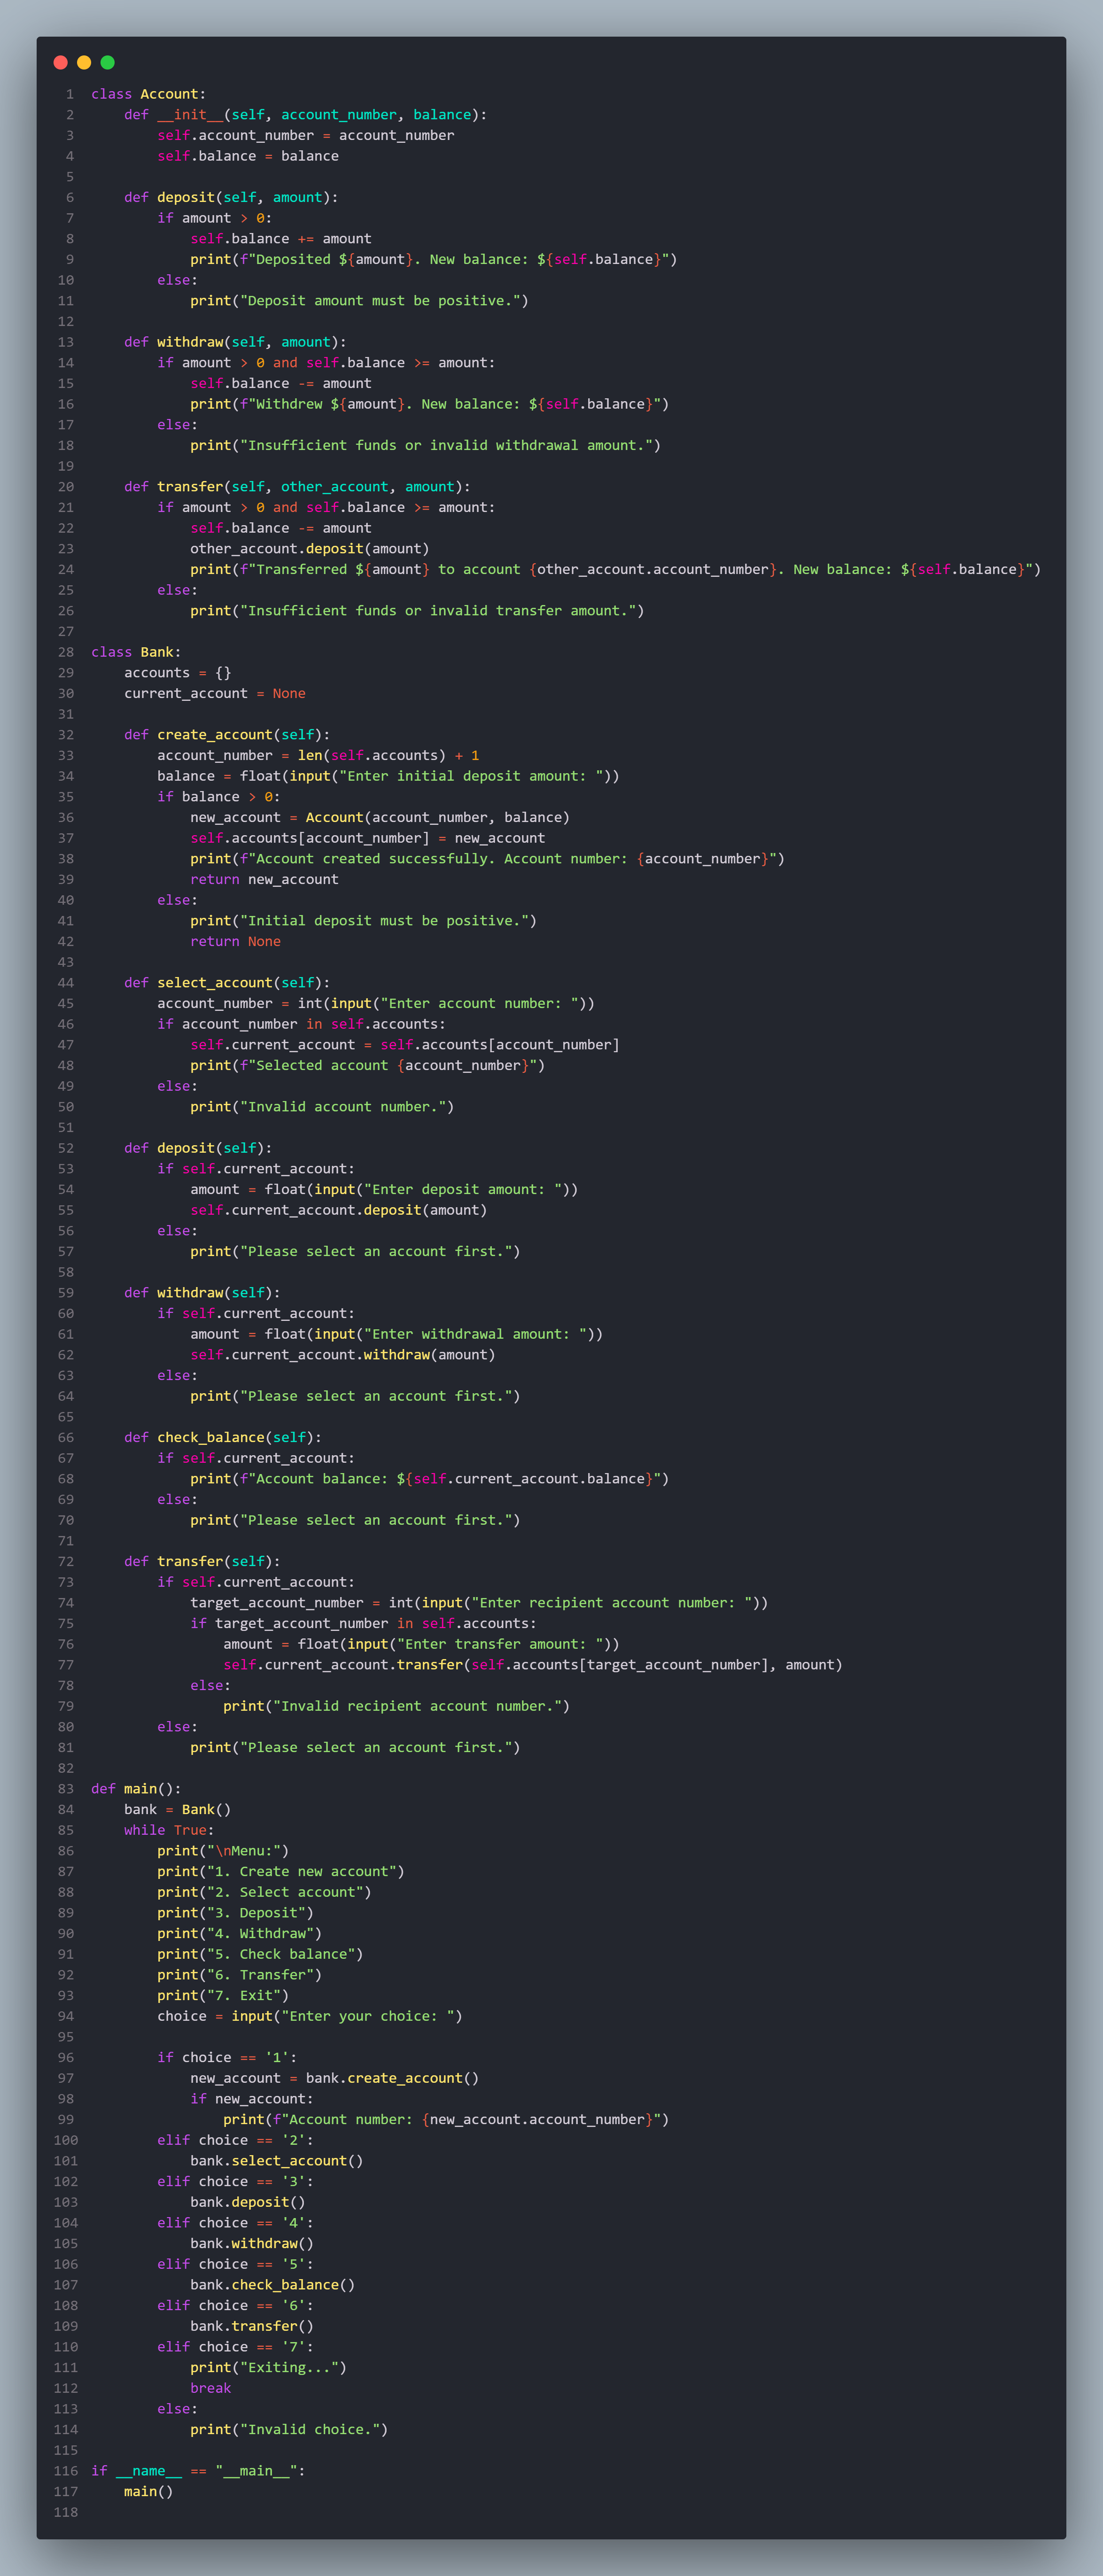 1 class Account:
2     def __init__(self, account_number, balance):
3         self.account_number = account_number
4         self.balance = balance
5
6     def deposit(self, amount):
7         if amount > 0:
8             self.balance += amount
9             print(f"Deposited ${amount}. New balance: ${self.balance}")
10         else:
11             print("Deposit amount must be positive.")
12
13     def withdraw(self, amount):
14         if amount > 0 and self.balance >= amount:
15             self.balance -= amount
16             print(f"Withdrew ${amount}. New balance: ${self.balance}")
17         else:
18             print("Insufficient funds or invalid withdrawal amount.")
19
20     def transfer(self, other_account, amount):
21         if amount > 0 and self.balance >= amount:
22             self.balance -= amount
23             other_account.deposit(amount)
24             print(f"Transferred ${amount} to account {other_account.account_number}. New balance: ${self.balance}")
25         else:
26             print("Insufficient funds or invalid transfer amount.")
27
28 class Bank:
29     accounts = {}
30     current_account = None
31
32     def create_account(self):
33         account_number = len(self.accounts) + 1
34         balance = float(input("Enter initial deposit amount: "))
35         if balance > 0:
36             new_account = Account(account_number, balance)
37             self.accounts[account_number] = new_account
38             print(f"Account created successfully. Account number: {account_number}")
39             return new_account
40         else:
41             print("Initial deposit must be positive.")
42             return None
43
44     def select_account(self):
45         account_number = int(input("Enter account number: "))
46         if account_number in self.accounts:
47             self.current_account = self.accounts[account_number]
48             print(f"Selected account {account_number}")
49         else:
50             print("Invalid account number.")
51
52     def deposit(self):
53         if self.current_account:
54             amount = float(input("Enter deposit amount: "))
55             self.current_account.deposit(amount)
56         else:
57             print("Please select an account first.")
58
59     def withdraw(self):
60         if self.current_account:
61             amount = float(input("Enter withdrawal amount: "))
62             self.current_account.withdraw(amount)
63         else:
64             print("Please select an account first.")
65
66     def check_balance(self):
67         if self.current_account:
68             print(f"Account balance: ${self.current_account.balance}")
69         else:
70             print("Please select an account first.")
71
72     def transfer(self):
73         if self.current_account:
74             target_account_number = int(input("Enter recipient account number: "))
75             if target_account_number in self.accounts:
76                 amount = float(input("Enter transfer amount: "))
77                 self.current_account.transfer(self.accounts[target_account_number], amount)
78             else:
79                 print("Invalid recipient account number.")
80         else:
81             print("Please select an account first.")
82
83 def main():
84     bank = Bank()
85     while True:
86         print("\nMenu:")
87         print("1. Create new account")
88         print("2. Select account")
89         print("3. Deposit")
90         print("4. Withdraw")
91         print("5. Check balance")
92         print("6. Transfer")
93         print("7. Exit")
94         choice = input("Enter your choice: ")
95
96         if choice == '1':
97             new_account = bank.create_account()
98             if new_account:
99                 print(f"Account number: {new_account.account_number}")
100         elif choice == '2':
101             bank.select_account()
102         elif choice == '3':
103             bank.deposit()
104         elif choice == '4':
105             bank.withdraw()
106         elif choice == '5':
107             bank.check_balance()
108         elif choice == '6':
109             bank.transfer()
110         elif choice == '7':
111             print("Exiting...")
112             break
113         else:
114             print("Invalid choice.")
115
116 if __name__ == "__main__":
117     main()
118